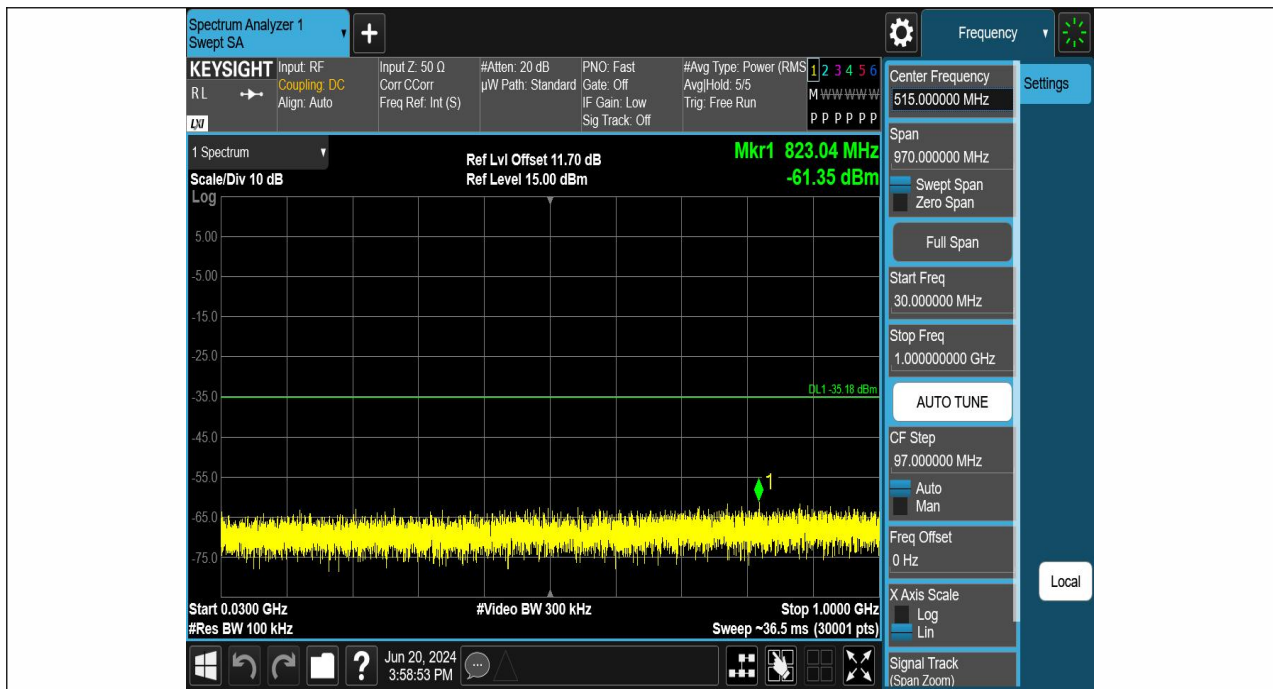 Spectrum Analyzer 1
Swept SA
+
Frequency
KEYSIGHT
RL
LXI
Input: RF
Coupling: DC
Align: Auto
Input Z: 50 Ω
Corr CCorr
Freq Ref: Int (S)
#Atten: 20 dB
µW Path: Standard
PNO: Fast
Gate: Off
IF Gain: Low
Sig Track: Off
#Avg Type: Power (RMS
Avg|Hold: 5/5
Trig: Free Run
1 2 3 4 5 6
M W W W W W
P P P P P P
1 Spectrum
Scale/Div 10 dB
Log
Ref Lvl Offset 11.70 dB
Ref Level 15.00 dBm
Mkr1 823.04 MHz
-61.35 dBm
5.00
-5.00
-15.0
-25.0
-35.0
DL1 -35.18 dBm
-45.0
-55.0
1
-65.0
-75.0
Start 0.0300 GHz
#Res BW 100 kHz
#Video BW 300 kHz
Stop 1.0000 GHz
Sweep ~36.5 ms (30001 pts)
Center Frequency
515.000000 MHz
Settings
Span
970.000000 MHz
Swept Span
Zero Span
Full Span
Start Freq
30.000000 MHz
Stop Freq
1.000000000 GHz
AUTO TUNE
CF Step
97.000000 MHz
Auto
Man
Freq Offset
0 Hz
Local
X Axis Scale
Log
Lin
Signal Track
(Span Zoom)
?
Jun 20, 2024
3:58:53 PM